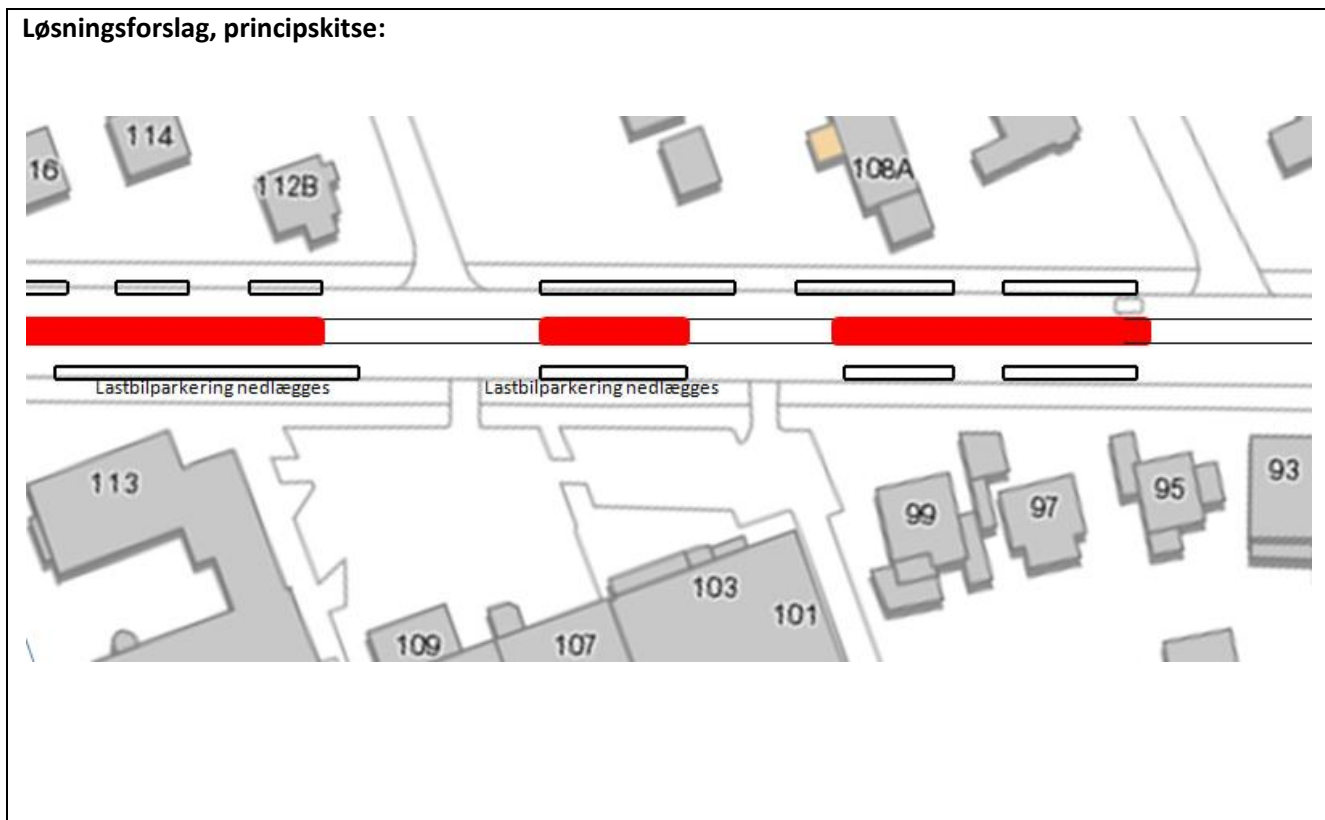 Løsningsforslag, principskitse:
114
16
112B
108A
Lastbilparkering nedlægges
Lastbilparkering nedlægges
113
99
97
95
93
103
101
109
107